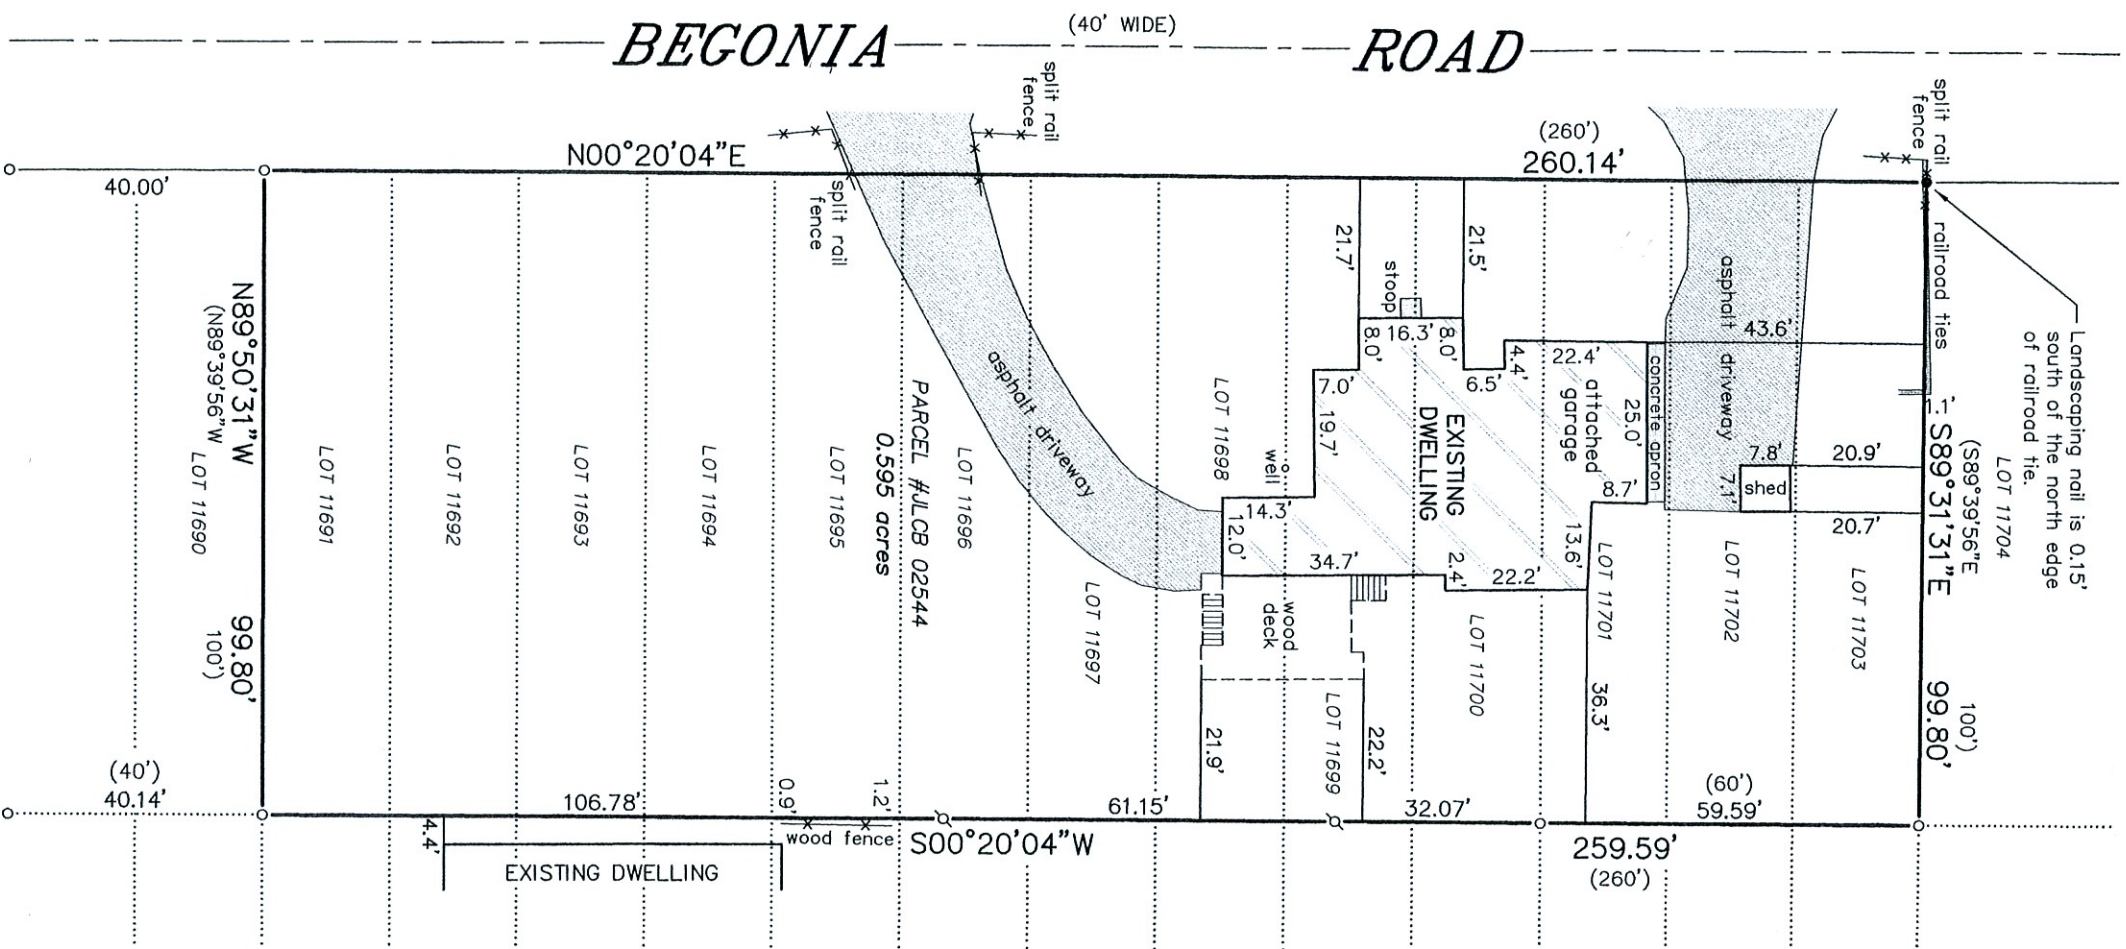 (40' WIDE)
BEGONIA ROAD
split rail
fence
split rail
fence
(260')
N00°20'04"E
260.14'
40.00'
split rail
fence
21.7'
21.5'
stoop
railroad ties
Landscaping nail is 0.15'
south of the north edge
of railroad tie.
N89°50'31"W
(N89°39'56"W
99.80'
100')
asphalt driveway
8.0'
16.3'
8.0'
4.4'
22.4'
43.6'
7.0'
6.5'
attached
garage
25.0'
concrete apron
asphalt driveway
1.1'
19.7'
EXISTING
DWELLING
well
8.7'
7.8'
7.1'
shed
20.9'
20.7'
S89°31'31"E
(S89°39'56"E
99.80'
100')
LOT 11704
LOT 11690
LOT 11691
LOT 11692
LOT 11693
LOT 11694
LOT 11695
PARCEL #JLCB 02544
0.595 acres
LOT 11696
LOT 11697
LOT 11698
LOT 11699
LOT 11700
LOT 11701
LOT 11702
LOT 11703
14.3'
12.0'
34.7'
2.4'
22.2'
13.6'
wood
deck
21.9'
22.2'
36.3'
(40')
40.14'
106.78'
0.9'
1.2'
61.15'
32.07'
(60')
59.59'
4.4'
wood fence
S00°20'04"W
259.59'
(260')
EXISTING DWELLING